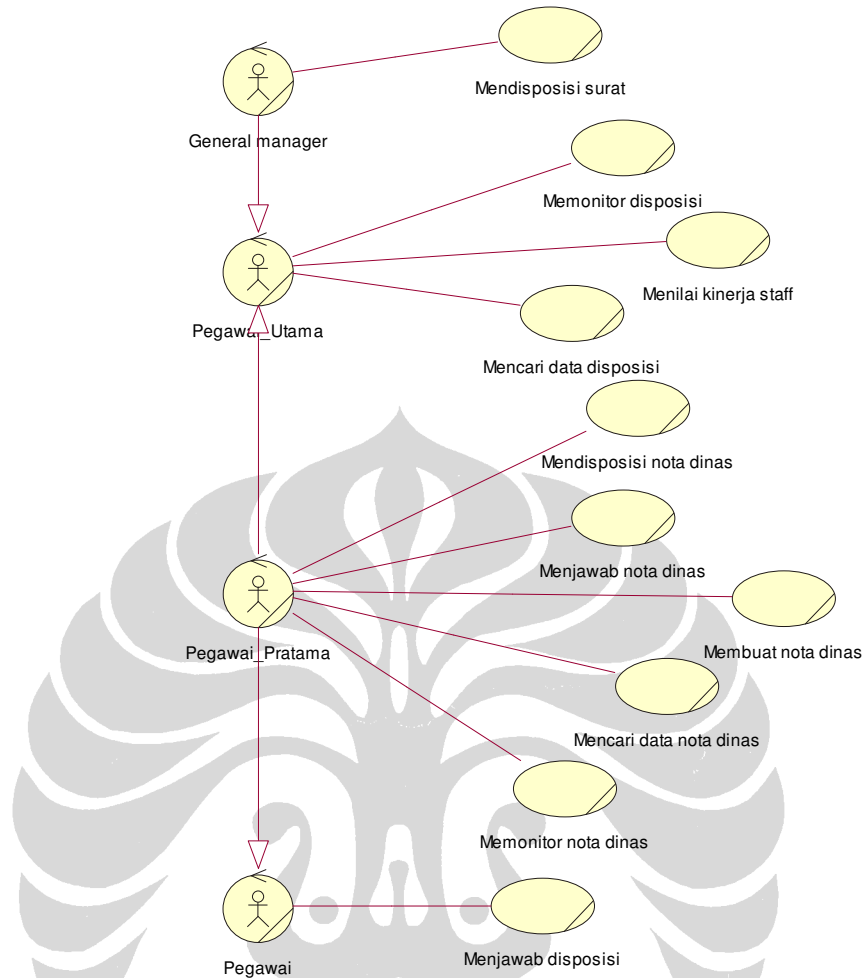 Mendisposisi surat
General manager
Memonitor disposisi
Menilai kinerja staff
Pegawai_Utama
Mencari data disposisi
Mendisposisi nota dinas
Menjawab nota dinas
Pegawai_Pratama
Membuat nota dinas
Mencari data nota dinas
Memonitor nota dinas
Menjawab disposisi
Pegawai